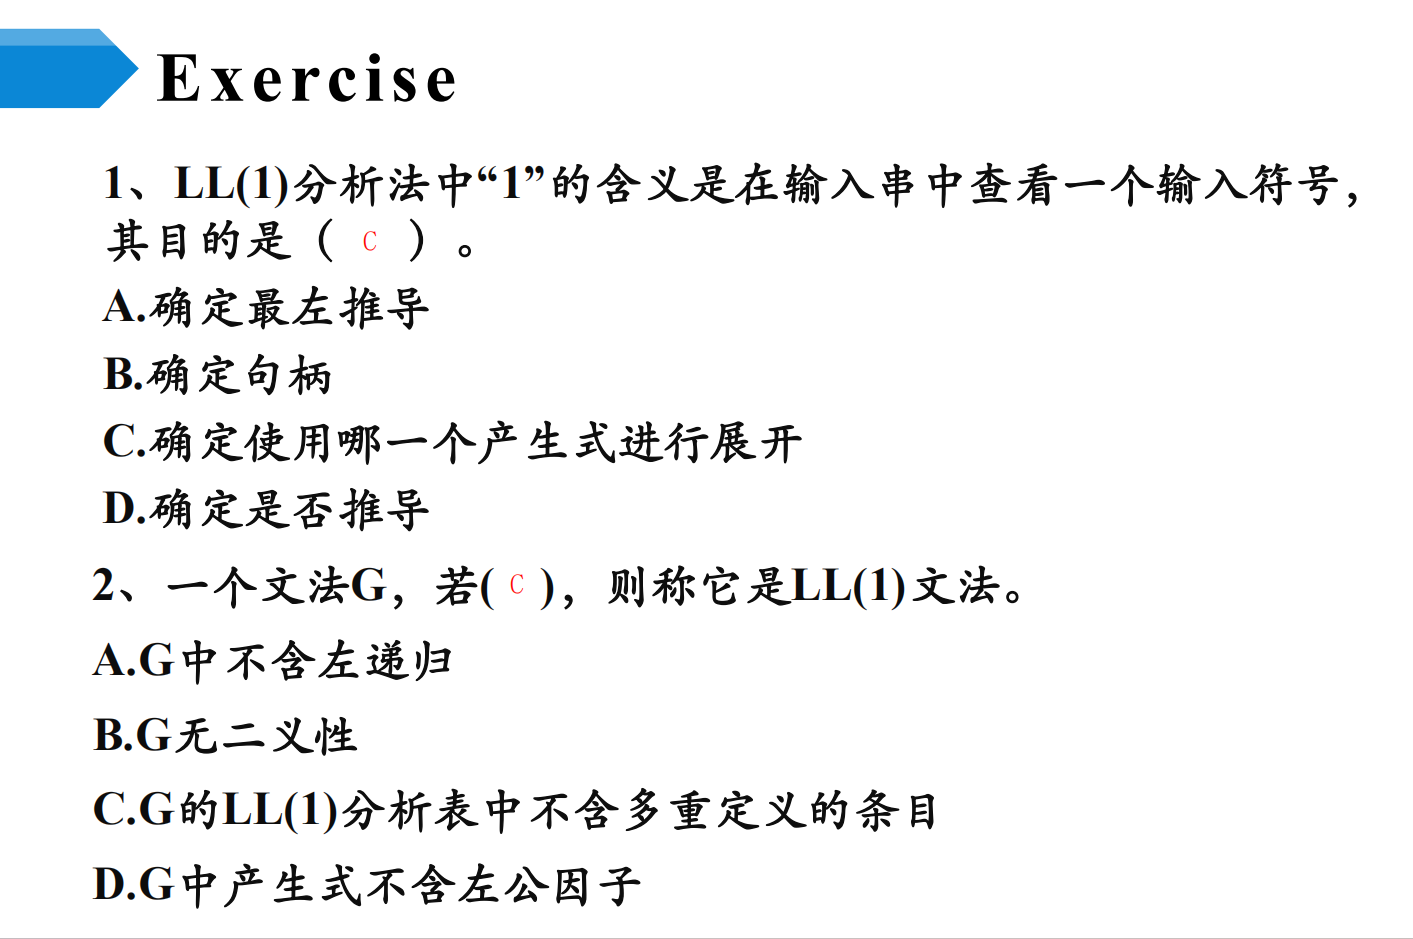 Exercise
1、LL(1)分析法中“1”的含义是在输入串中查看一个输入符号，
其目的是（ C ）。
A.确定最左推导
B.确定句柄
C.确定使用哪一个产生式进行展开
D.确定是否推导
2、一个文法G，若( C )，则称它是LL(1)文法。
A.G中不含左递归
B.G无二义性
C.G的LL(1)分析表中不含多重定义的条目
D.G中产生式不含左公因子